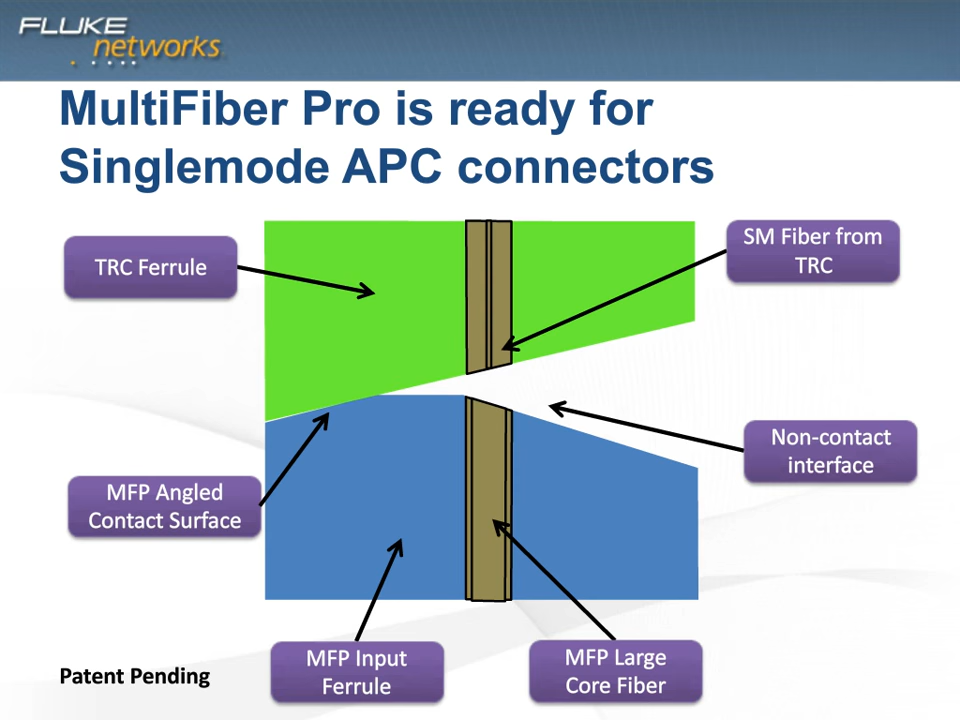 FLUKE
networks
MultiFiber Pro is ready for
Singlemode APC connectors
TRC Ferrule
SM Fiber from
TRC
Non-contact
interface
MFP Angled
Contact Surface
MFP Input
Ferrule
MFP Large
Core Fiber
Patent Pending